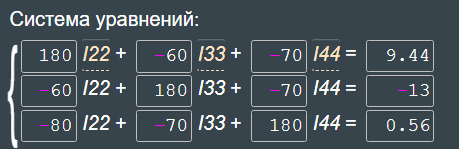 Система уравнений:
180 I22 + -60 I33 + -70 I44 = 9.44
-60 I22 + 180 I33 + -70 I44 = -13
-80 I22 + -70 I33 + 180 I44 = 0.56